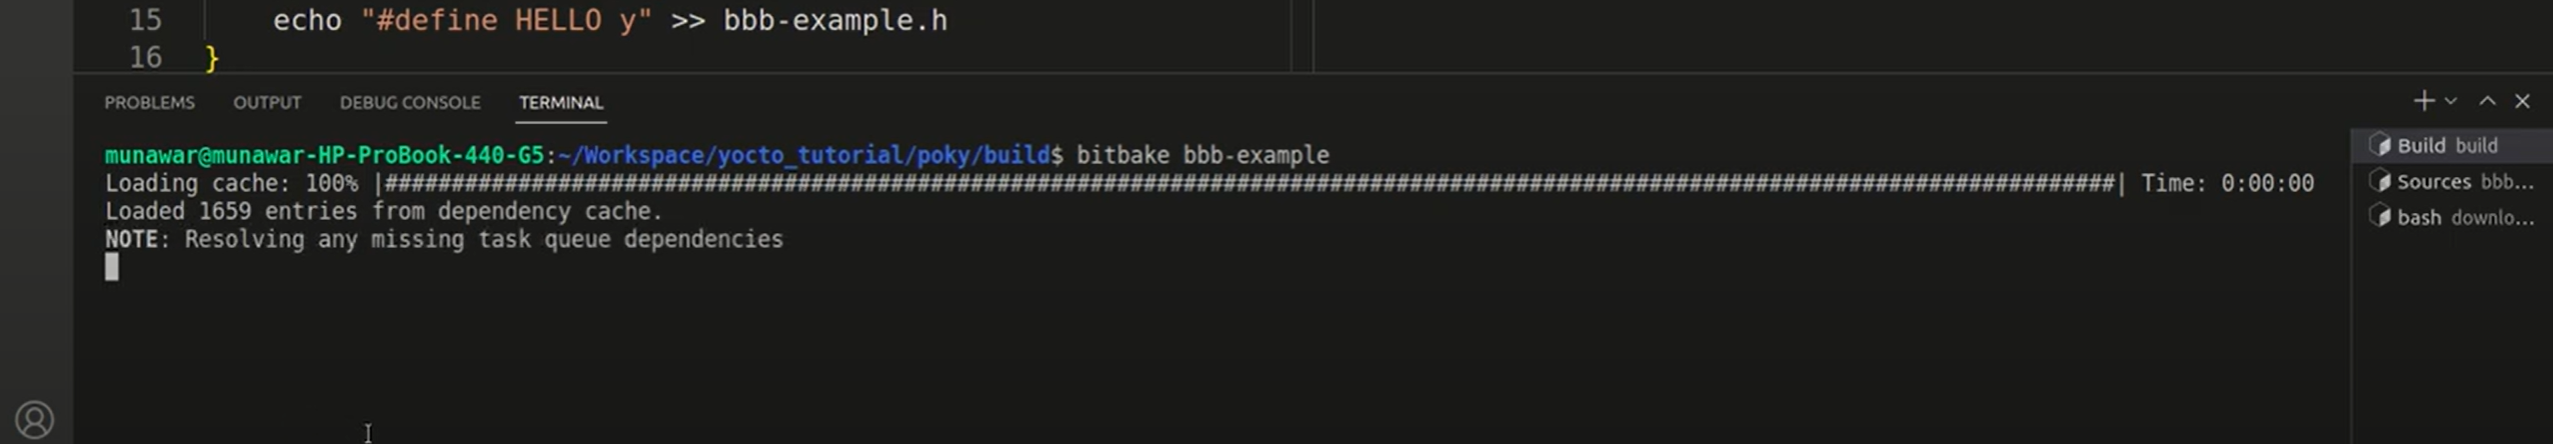 15 echo "#define HELLO y" >> bbb-example.h
16 }
PROBLEMS OUTPUT DEBUG CONSOLE TERMINAL
munawar@munawar-HP-ProBook-440-G5:~/Workspace/yocto_tutorial/poky/build$ bitbake bbb-example
Loading cache: 100% |####################################################################################################################################| Time: 0:00:00
Loaded 1659 entries from dependency cache.
NOTE: Resolving any missing task queue dependencies
Build build
Sources bbb...
bash downlo...